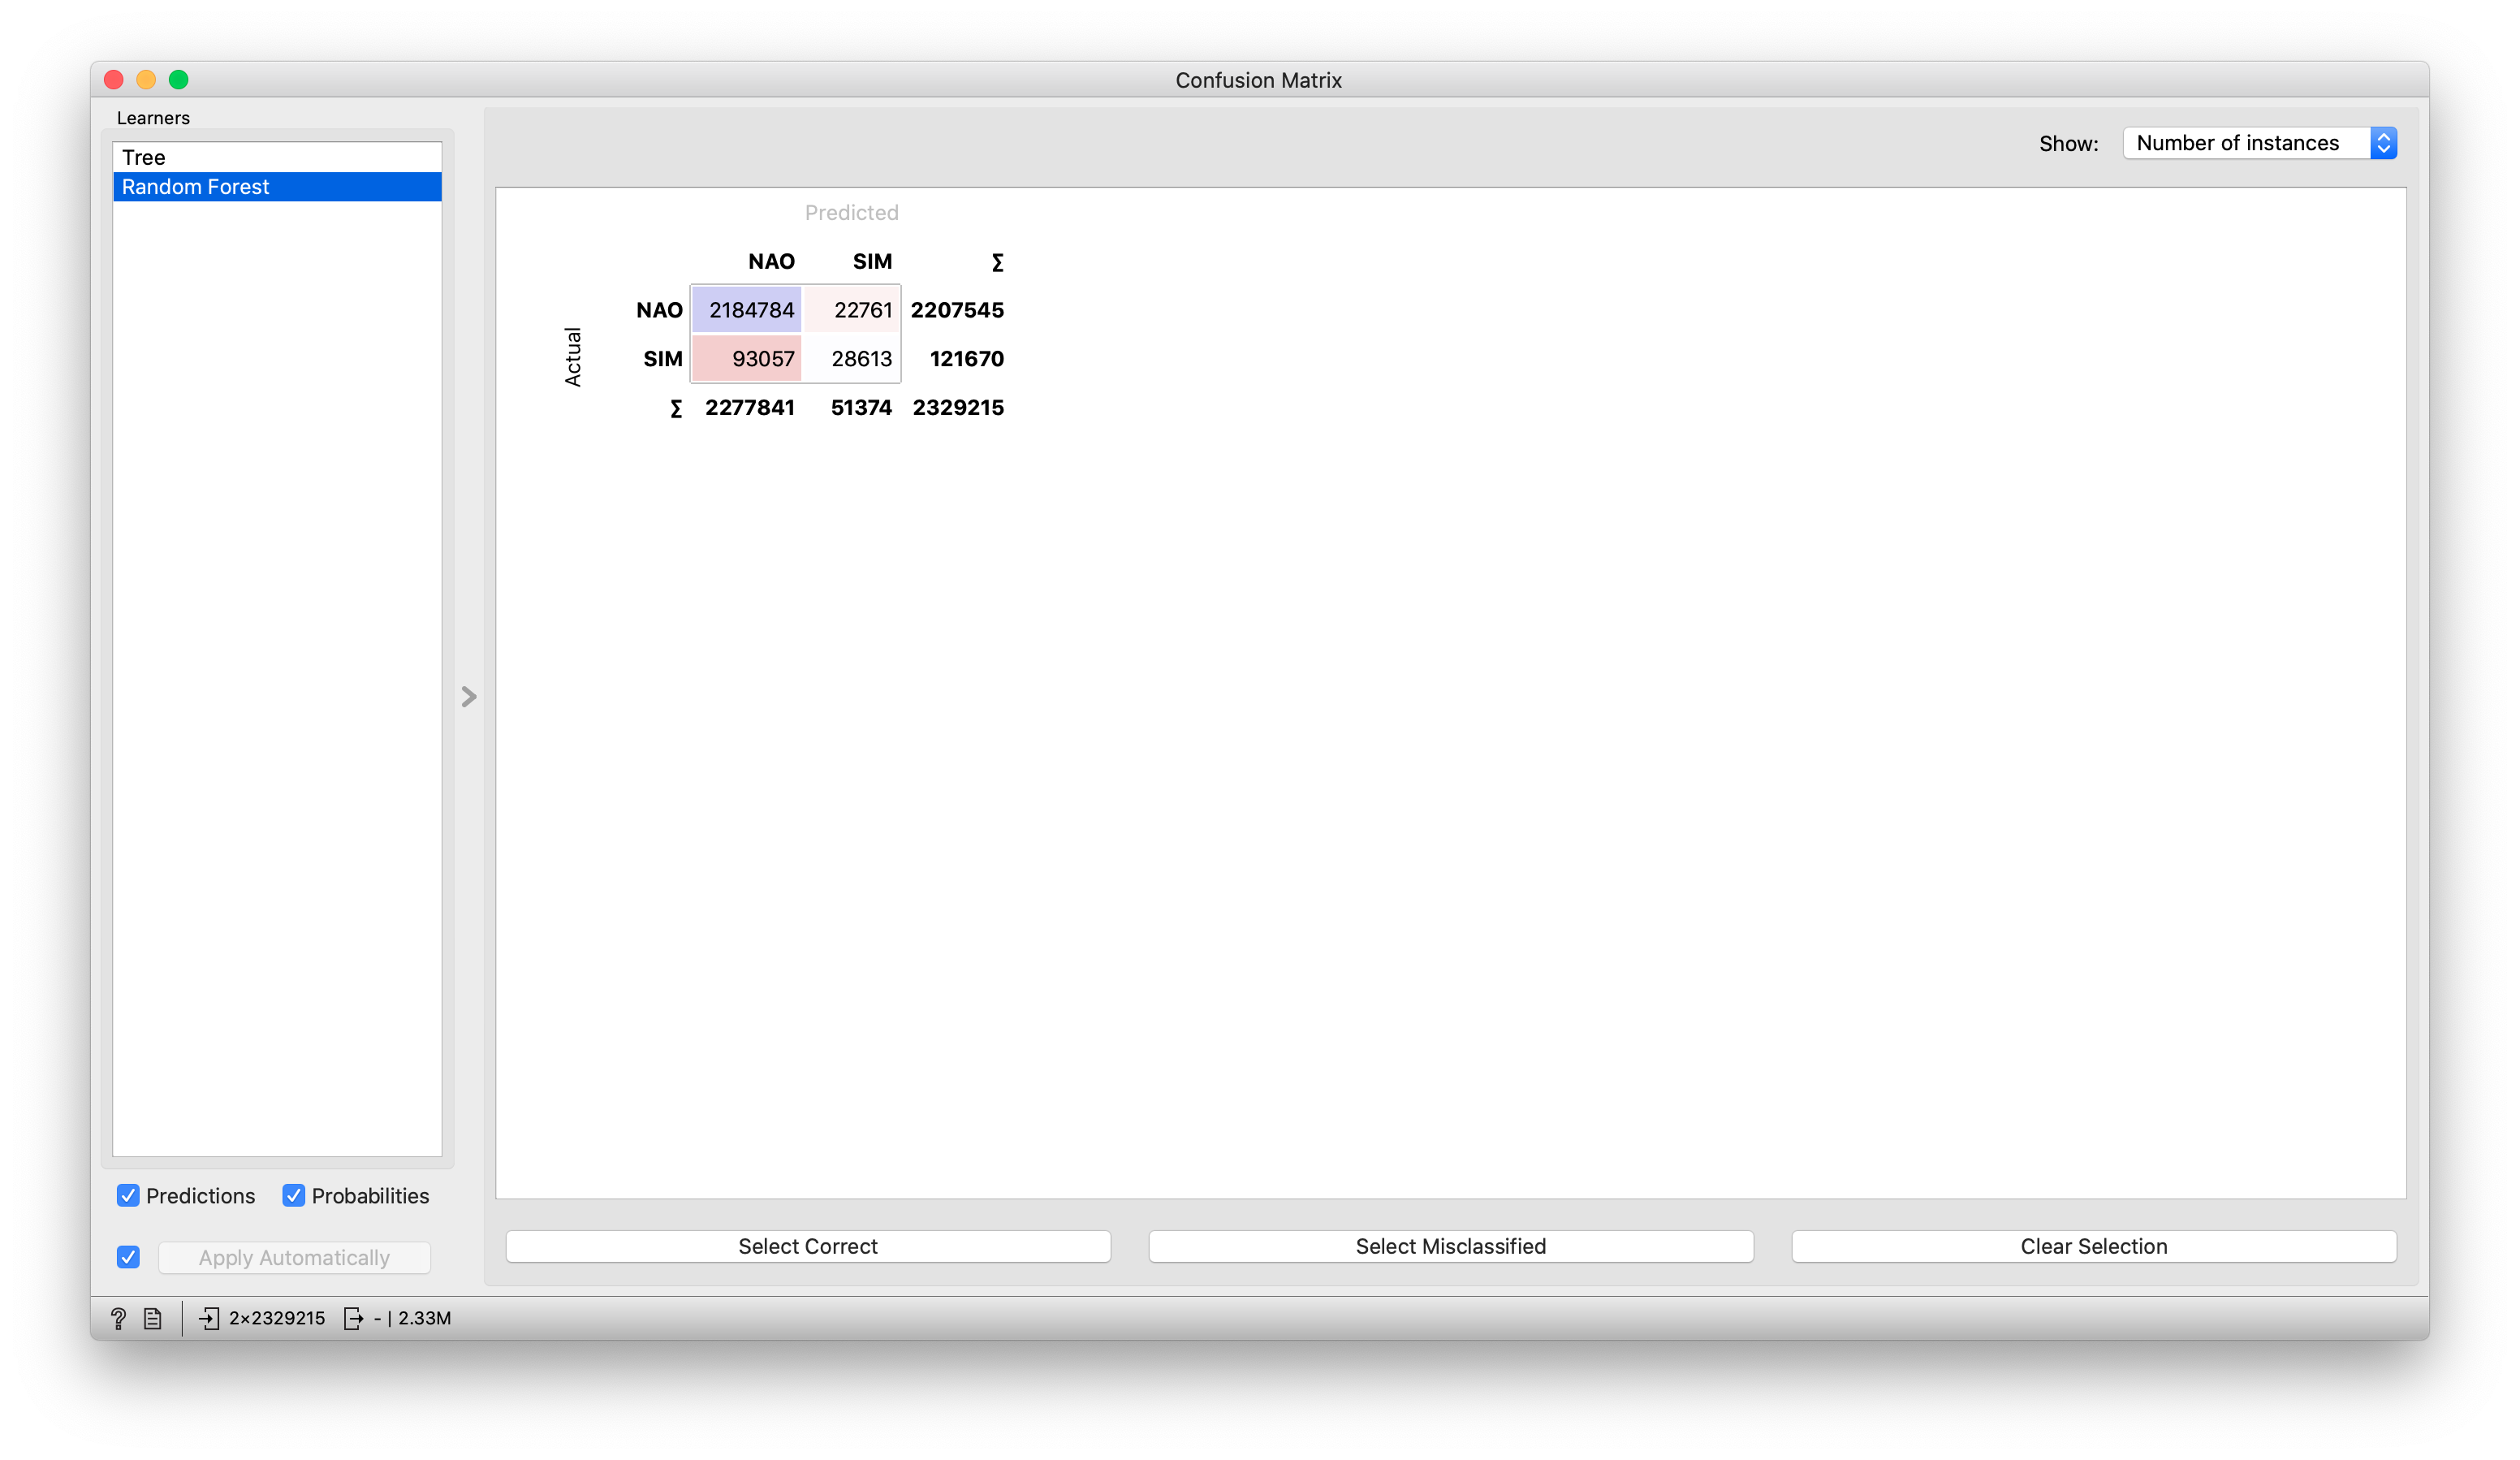 Confusion Matrix
Learners
Tree
Random Forest
Show: Number of instances
Predicted
NAO SIM Σ
NAO 2184784 22761 2207545
Actual
SIM 93057 28613 121670
Σ 2277841 51374 2329215
Predictions Probabilities
Apply Automatically
Select Correct Select Misclassified Clear Selection
? 2×2329215 - | 2.33M